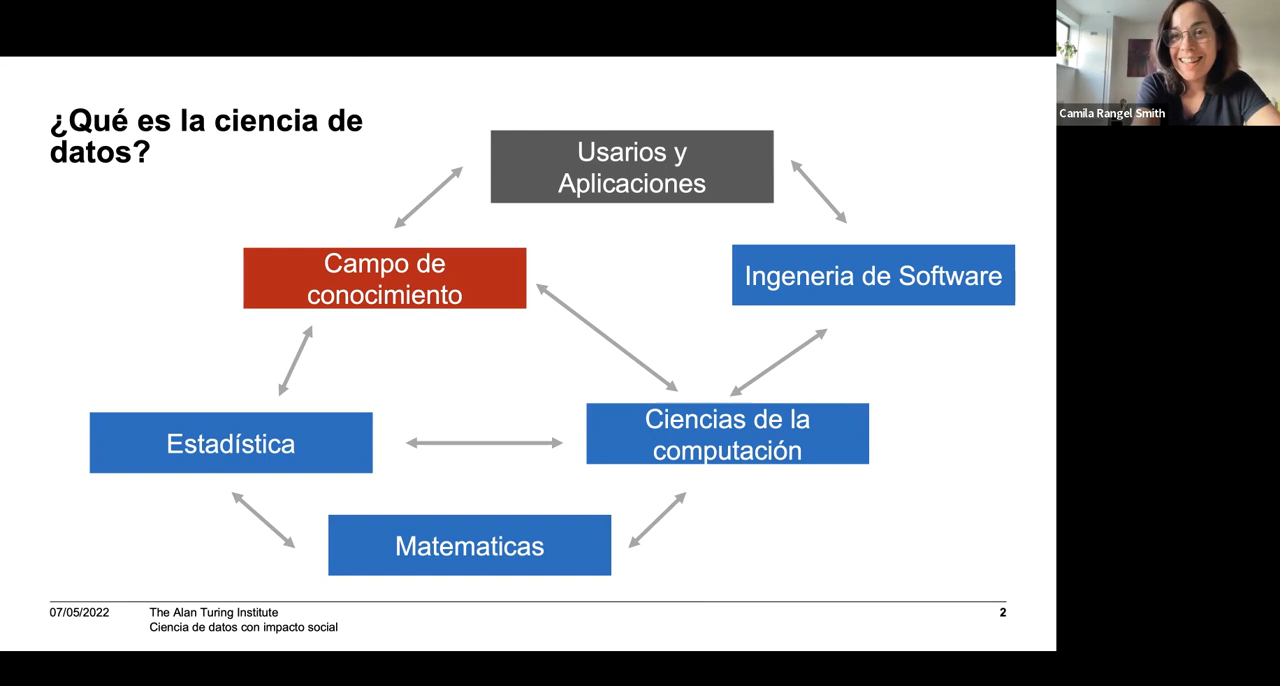 ¿Qué es la ciencia de
datos?
Usarios y
Aplicaciones
Campo de
conocimiento
Ingeneria de Software
Estadística
Ciencias de la
computación
Matematicas
07/05/2022
The Alan Turing Institute
Ciencia de datos con impacto social
2
Camila Rangel Smith